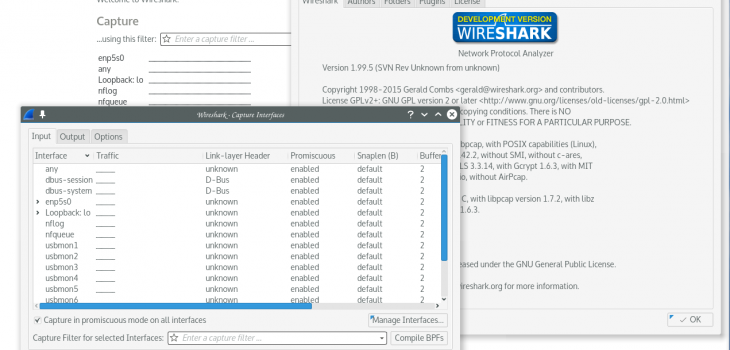 Welcome to Wireshark.
Capture
...using this filter: Enter a capture filter ...
enp5s0
any
Loopback: lo
nflog
nfqueue
Wireshark Authors Folders Plugins License
DEVELOPMENT VERSION
WIRESHARK
Network Protocol Analyzer
Version 1.99.5 (SVN Rev Unknown from unknown)
Copyright 1998-2015 Gerald Combs <gerald@wireshark.org> and contributors.
License GPLv2+: GNU GPL version 2 or later <http://www.gnu.org/licenses/old-licenses/gpl-2.0.html>
copying conditions. There is NO
ILITY or FITNESS FOR A PARTICULAR PURPOSE.
bpcap, with POSIX capabilities (Linux),
.42.2, without SMI, without c-ares,
LS 3.3.14, with Gcrypt 1.6.3, with MIT
io, without AirPcap.
C, with libpcap version 1.7.2, with libz
1.6.3.
eased under the GNU General Public License.
ireshark.org for more information.
OK
Wireshark · Capture Interfaces
Input Output Options
Interface Traffic Link-layer Header Promiscuous Snaplen (B) Buffer
any unknown enabled default 2
dbus-session D-Bus enabled default 2
dbus-system D-Bus enabled default 2
enp5s0 unknown enabled default 2
Loopback: lo unknown enabled default 2
nflog unknown enabled default 2
nfqueue unknown enabled default 2
usbmon1 unknown enabled default 2
usbmon2 unknown enabled default 2
usbmon3 unknown enabled default 2
usbmon4 unknown enabled default 2
usbmon5 unknown enabled default 2
usbmon6 unknown enabled default 2
Capture in promiscuous mode on all interfaces Manage Interfaces...
Capture Filter for selected Interfaces: Enter a capture filter ... Compile BPFs